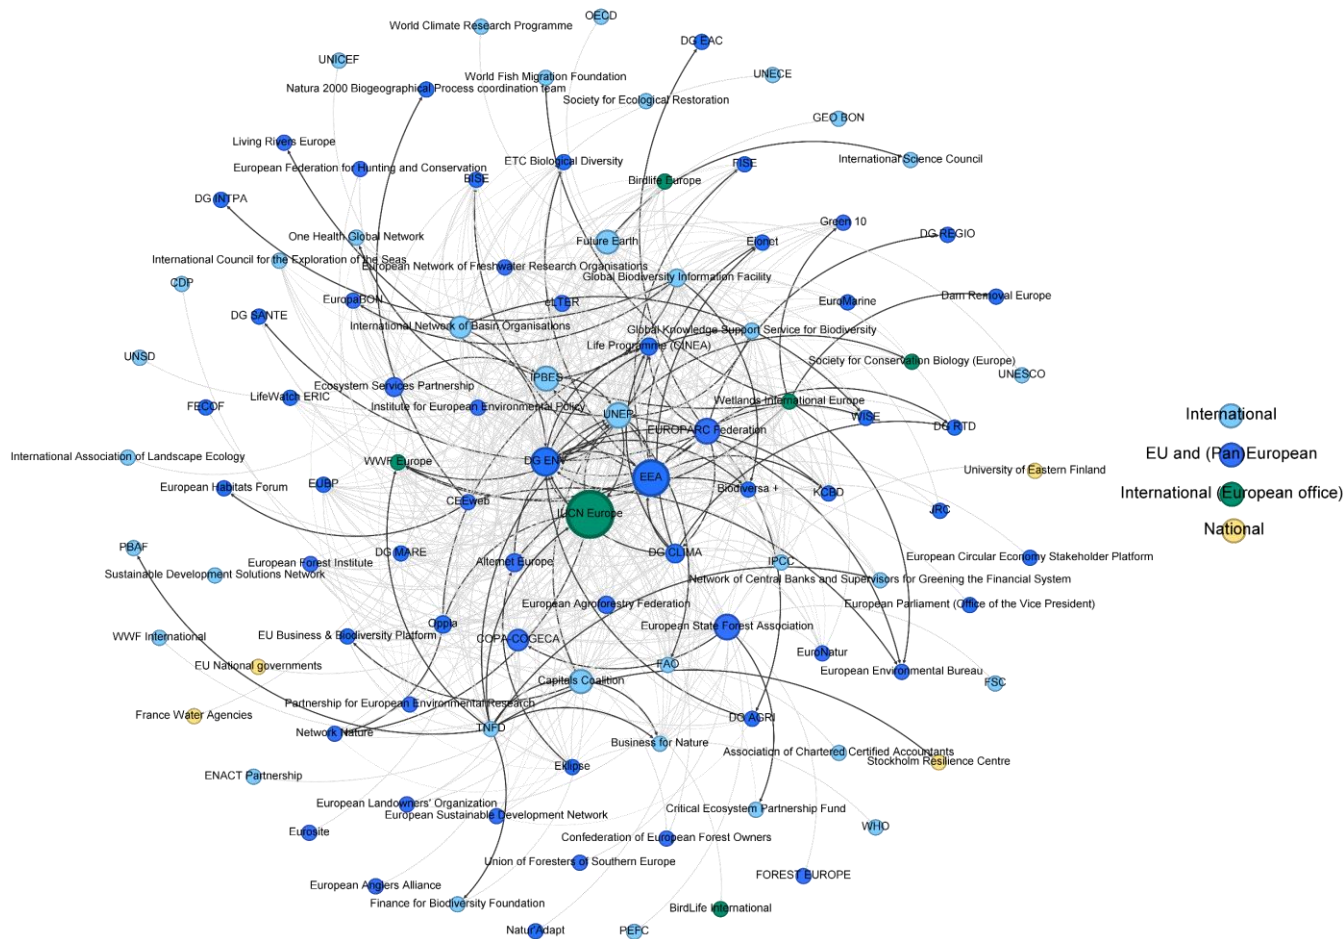 OECD
World Climate Research Programme
DG EAC
UNICEF
World Fish Migration Foundation
UNECE
Natura 2000 Biogeographical Process coordination team
Society for Ecological Restoration
GEO BON
Living Rivers Europe
ETC Biological Diversity
FISE
International Science Council
European Federation for Hunting and Conservation
BISE
Birdlife Europe
DG INTPA
Green 10
DG REGIO
One Health Global Network
Future Earth
Eionet
International Council for the Exploration of the Seas
European Network of Freshwater Research Organisations
Global Biodiversity Information Facility
CDP
EuropaBON
eLTER
EuroMarine
Dam Removal Europe
DG SANTE
International Network of Basin Organisations
Global Knowledge Support Service for Biodiversity
Life Programme (CINEA)
UNSD
Society for Conservation Biology (Europe)
UNESCO
Ecosystem Services Partnership
IPBES
LifeWatch ERIC
Institute for European Environmental Policy
Wetlands International Europe
FECOF
UNEP
WISE
International
EUROPARC Federation
DG RTD
International Association of Landscape Ecology
WWF Europe
DG ENV
EU and (Pan)European
University of Eastern Finland
EEA
European Habitats Forum
EUBP
Biodiversa +
KCBD
International (European office)
CEEweb
IUCN Europe
JRC
National
PBAF
DG MARE
DG CLIMA
European Circular Economy Stakeholder Platform
European Forest Institute
Alternet Europe
IPCC
Sustainable Development Solutions Network
Network of Central Banks and Supervisors for Greening the Financial System
European Agroforestry Federation
European Parliament (Office of the Vice President)
WWF International
EU Business & Biodiversity Platform
Oppla
COPA-COGECA
European State Forest Association
EuroNatur
EU National governments
FAO
European Environmental Bureau
Capitals Coalition
FSC
France Water Agencies
Partnership for European Environmental Research
DG AGRI
Network Nature
TNFD
Business for Nature
Association of Chartered Certified Accountants
Stockholm Resilience Centre
ENACT Partnership
Eklipse
European Landowners' Organization
European Sustainable Development Network
Critical Ecosystem Partnership Fund
Eurosite
Confederation of European Forest Owners
WHO
Union of Foresters of Southern Europe
European Anglers Alliance
FOREST EUROPE
Finance for Biodiversity Foundation
BirdLife International
Natur'Adapt
PEFC